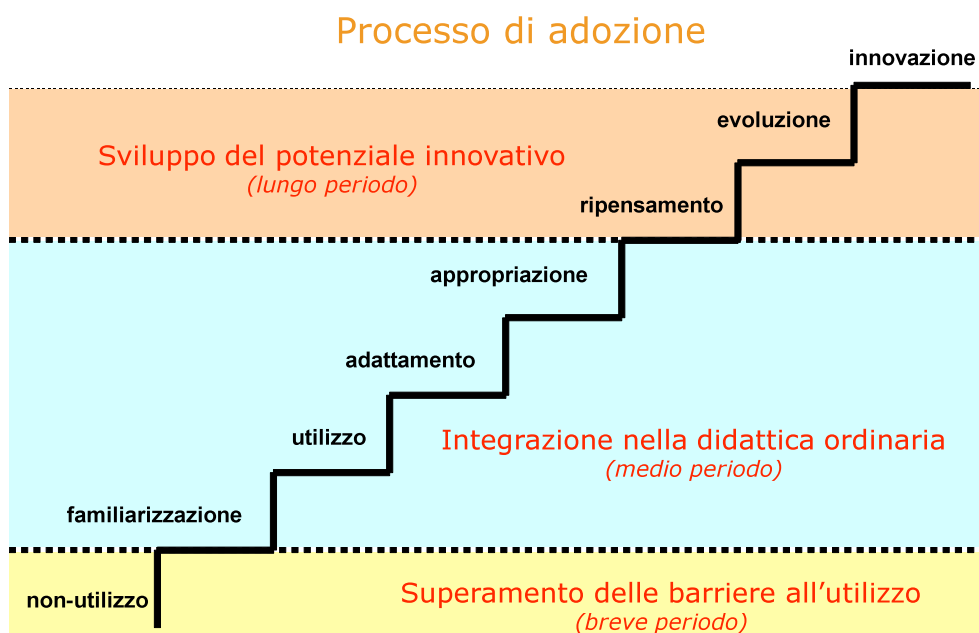 Processo di adozione
innovazione
evoluzione
Sviluppo del potenziale innovativo
(lungo periodo)
ripensamento
appropriazione
adattamento
utilizzo
Integrazione nella didattica ordinaria
(medio periodo)
familiarizzazione
non-utilizzo
Superamento delle barriere all'utilizzo
(breve periodo)